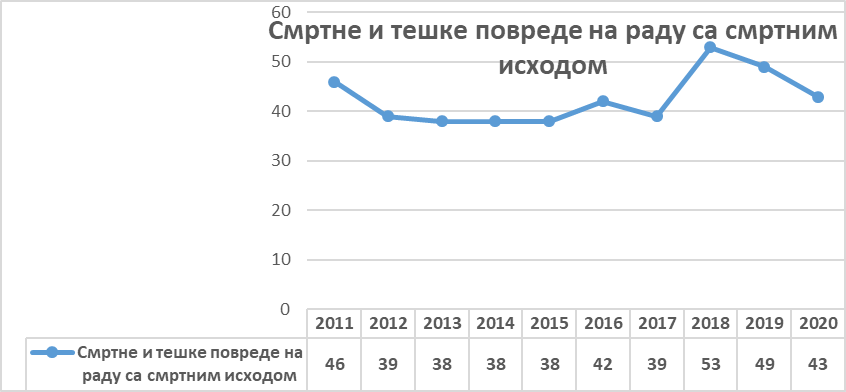 60
Смртне и тешке повреде на раду са смртним
исходом
50
40
30
20
10
0
2011 2012 2013 2014 2015 2016 2017 2018 2019 2020
Смртне и тешке повреде на
раду са смртним исходом
46 39 38 38 38 42 39 53 49 43